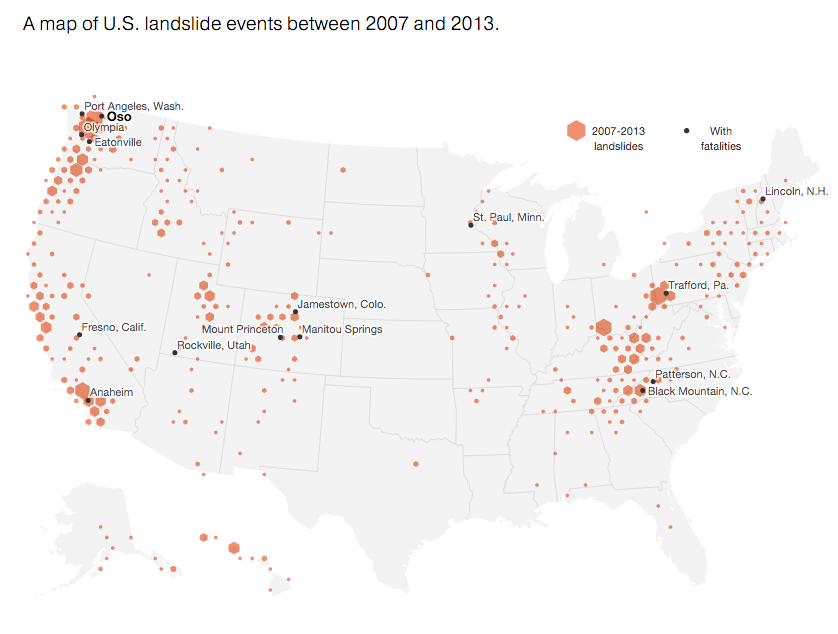 A map of U.S. landslide events between 2007 and 2013.
Port Angeles, Wash.
Oso
Olympia
Eatonville
2007-2013
landslides
With
fatalities
Lincoln, N.H.
St. Paul, Minn.
Trafford, Pa.
Jamestown, Colo.
Fresno, Calif.
Mount Princeton
Manitou Springs
Rockville, Utah
Patterson, N.C.
Anaheim
Black Mountain, N.C.